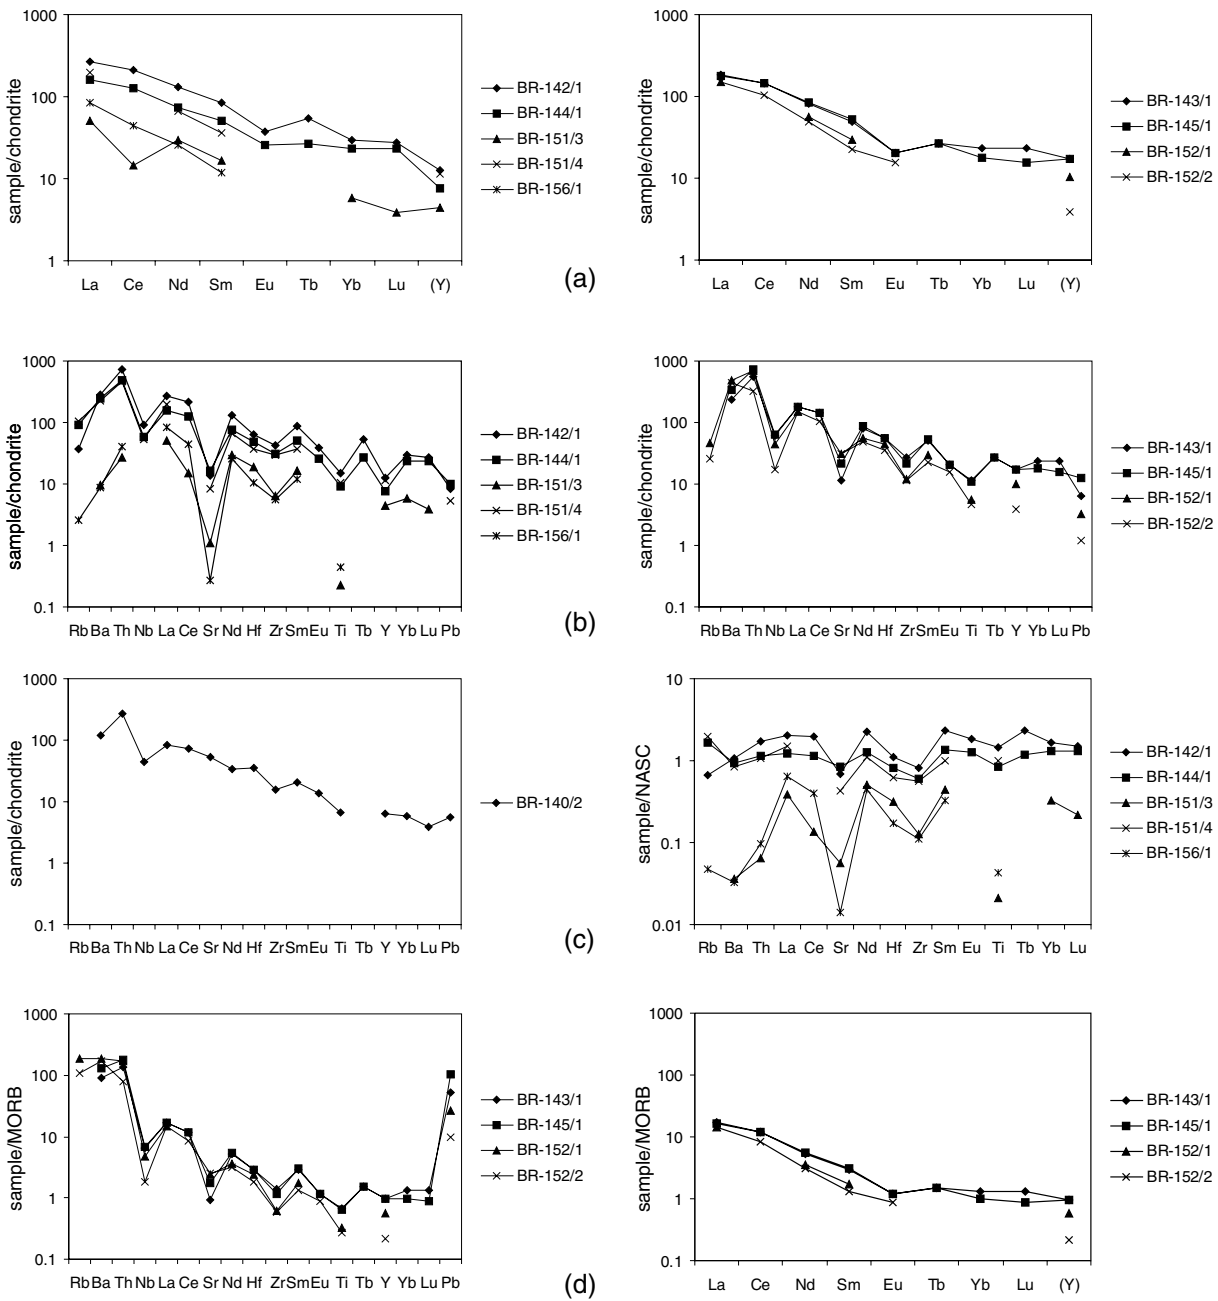 1000
100
10
1
sample/chondrite
La Ce Nd Sm Eu Tb Yb Lu (Y)
BR-142/1
BR-144/1
BR-151/3
BR-151/4
BR-156/1
(a)
1000
100
10
1
sample/chondrite
La Ce Nd Sm Eu Tb Yb Lu (Y)
BR-143/1
BR-145/1
BR-152/1
BR-152/2
1000
100
10
1
0.1
sample/chondrite
Rb Ba Th Nb La Ce Sr Nd Hf Zr Sm Eu Ti Tb Y Yb Lu Pb
BR-142/1
BR-144/1
BR-151/3
BR-151/4
BR-156/1
(b)
1000
100
10
1
0.1
sample/chondrite
Rb Ba Th Nb La Ce Sr Nd Hf Zr Sm Eu Ti Tb Y Yb Lu Pb
BR-143/1
BR-145/1
BR-152/1
BR-152/2
1000
100
10
1
0.1
sample/chondrite
Rb Ba Th Nb La Ce Sr Nd Hf Zr Sm Eu Ti Tb Y Yb Lu Pb
BR-140/2
(c)
10
1
0.1
0.01
sample/NASC
Rb Ba Th La Ce Sr Nd Hf Zr Sm Eu Ti Tb Yb Lu
BR-142/1
BR-144/1
BR-151/3
BR-151/4
BR-156/1
1000
100
10
1
0.1
sample/MORB
Rb Ba Th Nb La Ce Sr Nd Hf Zr Sm Eu Ti Tb Y Yb Lu Pb
BR-143/1
BR-145/1
BR-152/1
BR-152/2
(d)
1000
100
10
1
0.1
sample/MORB
La Ce Nd Sm Eu Tb Yb Lu (Y)
BR-143/1
BR-145/1
BR-152/1
BR-152/2